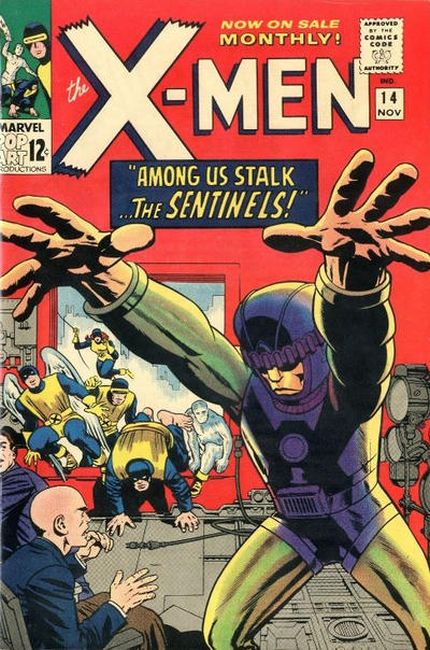 NOW ON SALE
MONTHLY!
APPROVED
BY THE
COMICS
CODE
AUTHORITY
the
X-MEN
IND.
14
NOV
MARVEL
POP
ART
PRODUCTIONS
12¢
"AMONG US STALK
...THE SENTINELS!"